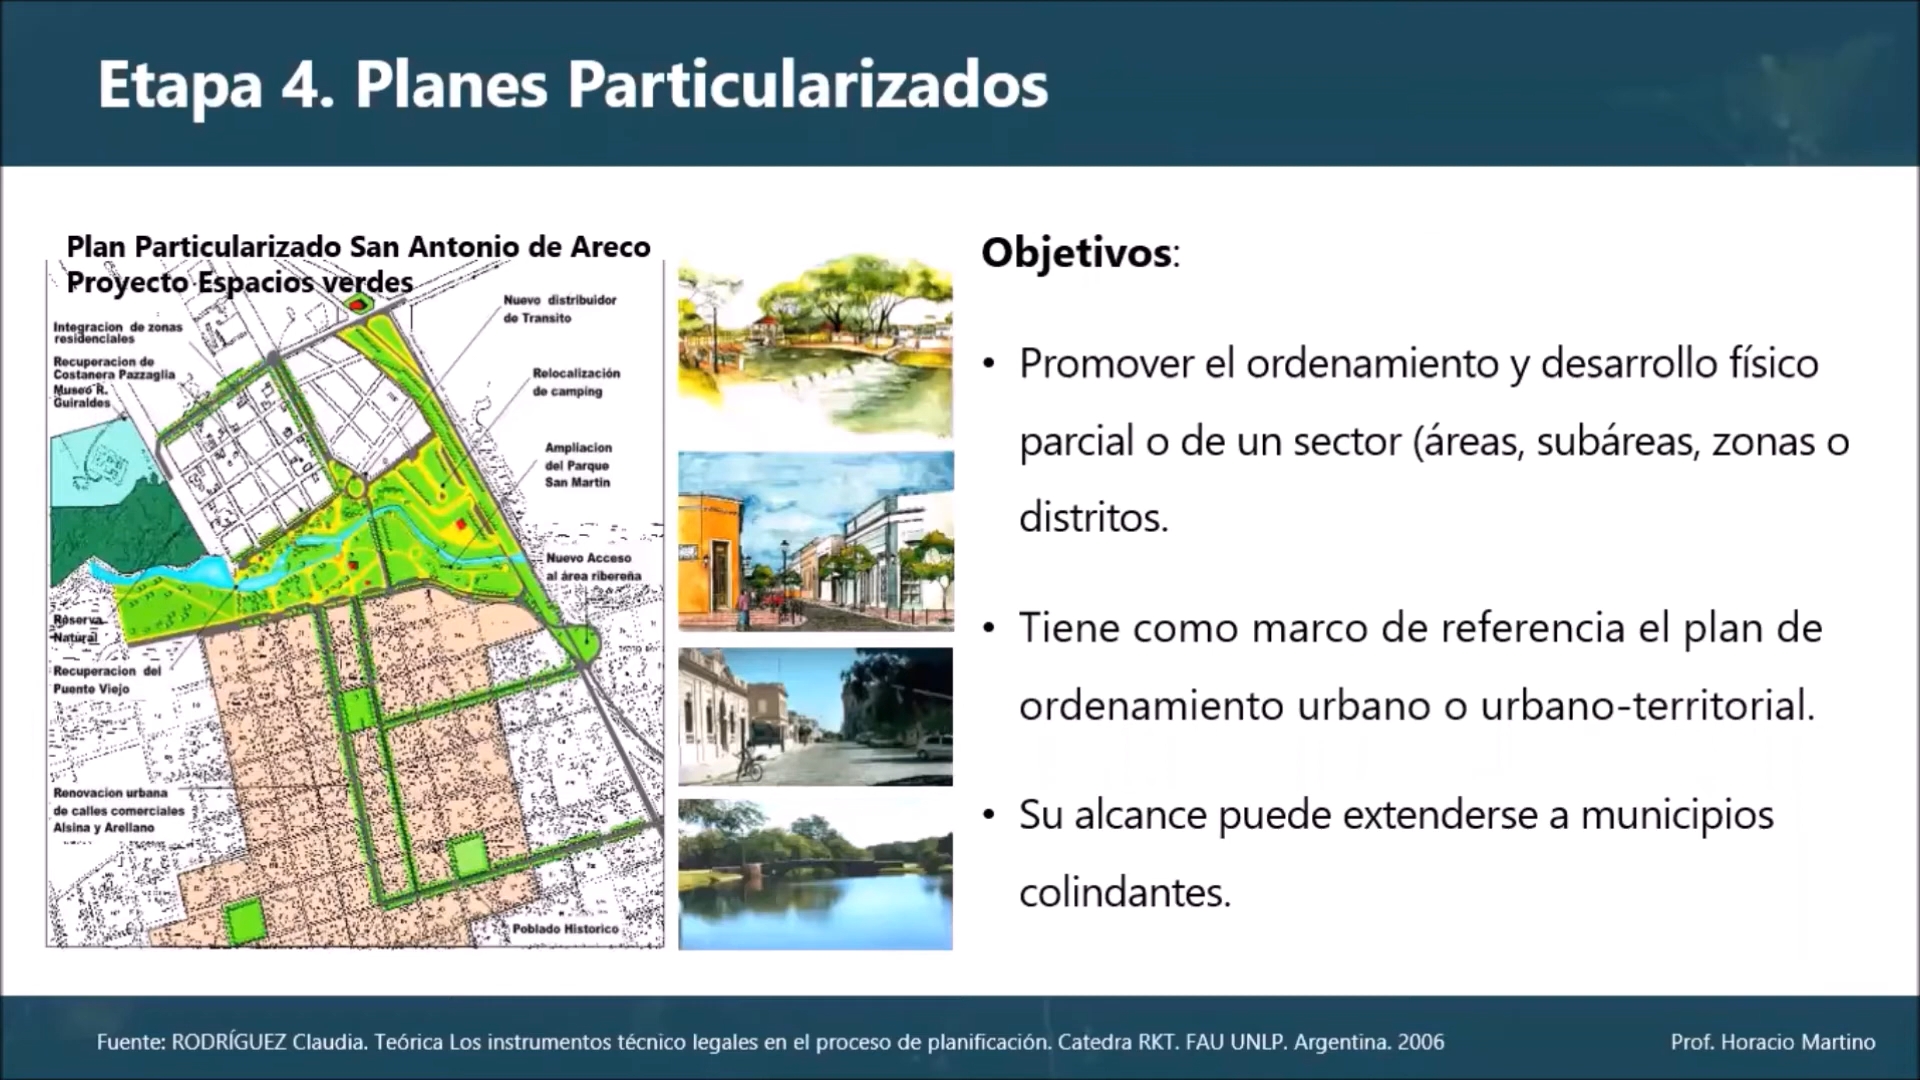 Etapa 4. Planes Particularizados
Plan Particularizado San Antonio de Areco
Proyecto Espacios verdes
Integracion de zonas
residenciales
Recuperacion de
Costanera Pazzaglia
Museo R.
Guiraldes
Nuevo distribuidor
de Transito
Relocalización
de camping
Ampliacion
del Parque
San Martin
Nuevo Acceso
al área ribereña
Reserva
Natural
Recuperacion del
Puente Viejo
Renovacion urbana
de calles comerciales
Alsina y Arellano
Poblado Historico
Objetivos:
• Promover el ordenamiento y desarrollo físico
parcial o de un sector (áreas, subáreas, zonas o
distritos.
• Tiene como marco de referencia el plan de
ordenamiento urbano o urbano-territorial.
• Su alcance puede extenderse a municipios
colindantes.
Fuente: RODRÍGUEZ Claudia. Teórica Los instrumentos técnico legales en el proceso de planificación. Catedra RKT. FAU UNLP. Argentina. 2006
Prof. Horacio Martino